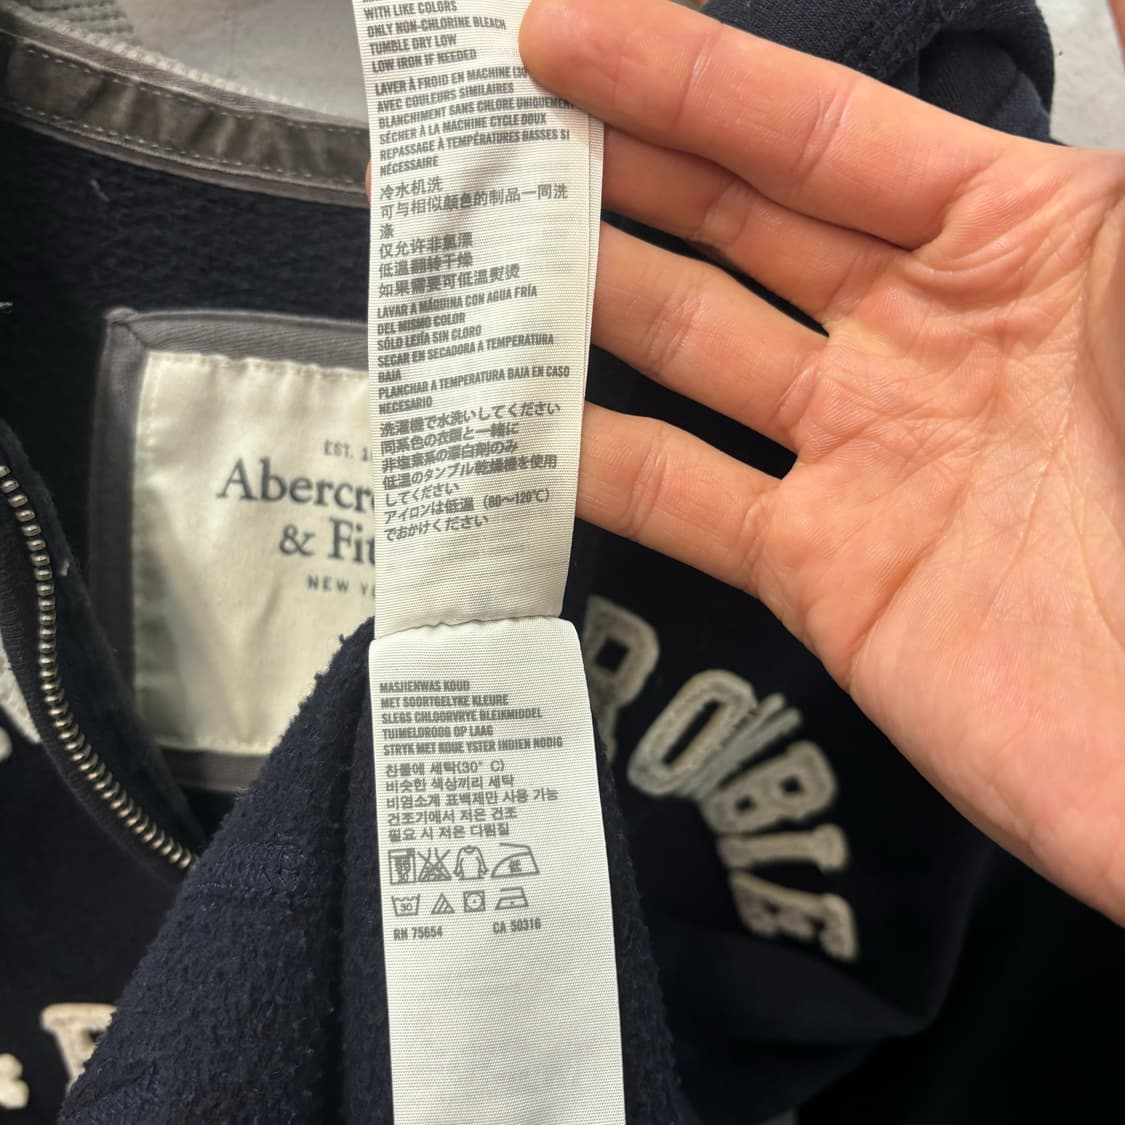 WITH LIKE COLORS
ONLY NON-CHLORINE BLEACH
TUMBLE DRY LOW
LOW IRON IF NEEDED
LAVER À FROID EN MACHINE (30
AVEC COULEURS SIMILAIRES
BLANCHIMENT SANS CHLORE UNIQUEMENT
SÉCHER À LA MACHINE CYCLE DOUX
REPASSAGE À TEMPÉRATURES BASSES SI
NÉCESSAIRE
冷水机洗
可与相似颜色的制品一同洗
涤
仅允许非氯漂
低温翻转干燥
如果需要可低温熨烫
LAVAR A MÁQUINA CON AGUA FRÍA
DEL MISMO COLOR
SÓLO LEJÍA SIN CLORO
SECAR EN SECADORA A TEMPERATURA
BAJA
PLANCHAR A TEMPERATURA BAJA EN CASO
NECESARIO
洗濯機で水洗いしてください
同系色の衣類と一緒に
非塩素系の漂白剤のみ
低温のタンブル乾燥機を使用
してください
アイロンは低温（80～120℃）
でおかけください
EST. 1
Abercr
& Fit
NEW YO
MASJIENWAS KOUD
MET SOORTGELYKE KLEURE
SLEGS CHLOORVRYE BLEIKMIDDEL
TUIMELDROOG OP LAAG
STRYK MET KOUE YSTER INDIEN NODIG
찬물에 세탁(30° C)
비슷한 색상끼리 세탁
비염소계 표백제만 사용 가능
건조기에서 저온 건조
필요 시 저온 다림질
30
RN 75654 CA 50316
ROBLE